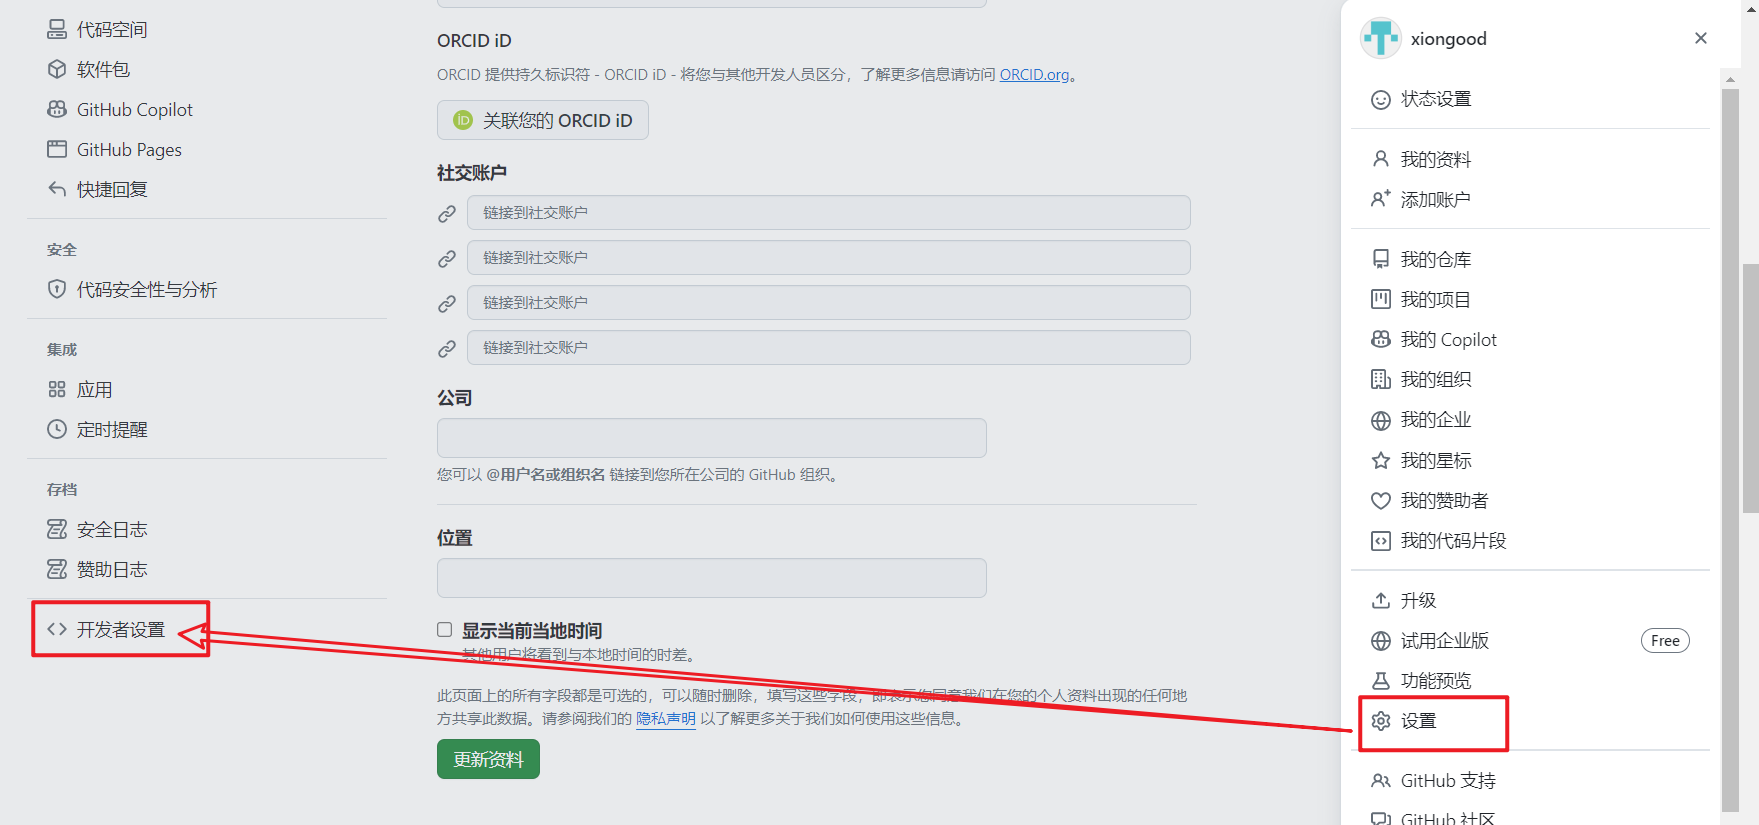 代码空间
软件包
GitHub Copilot
GitHub Pages
快捷回复
安全
代码安全性与分析
集成
应用
定时提醒
存档
安全日志
赞助日志
开发者设置
ORCID iD
ORCID 提供持久标识符 - ORCID iD - 将您与其他开发人员区分，了解更多信息请访问 ORCID.org。
iD 关联您的 ORCID iD
社交账户
链接到社交账户
链接到社交账户
链接到社交账户
链接到社交账户
公司
您可以 @用户名或组织名 链接到您所在公司的 GitHub 组织。
位置
显示当前当地时间
其他用户将看到与本地时间的时差。
此页面上的所有字段都是可选的，可以随时删除，填写这些字段，即表示您同意我们在您的个人资料出现的任何地
方共享此数据。请参阅我们的 隐私声明 以了解更多关于我们如何使用这些信息。
更新资料
xiongood
状态设置
我的资料
添加账户
我的仓库
我的项目
我的 Copilot
我的组织
我的企业
我的星标
我的赞助者
我的代码片段
升级
试用企业版 Free
功能预览
设置
GitHub 支持
GitHub 社区